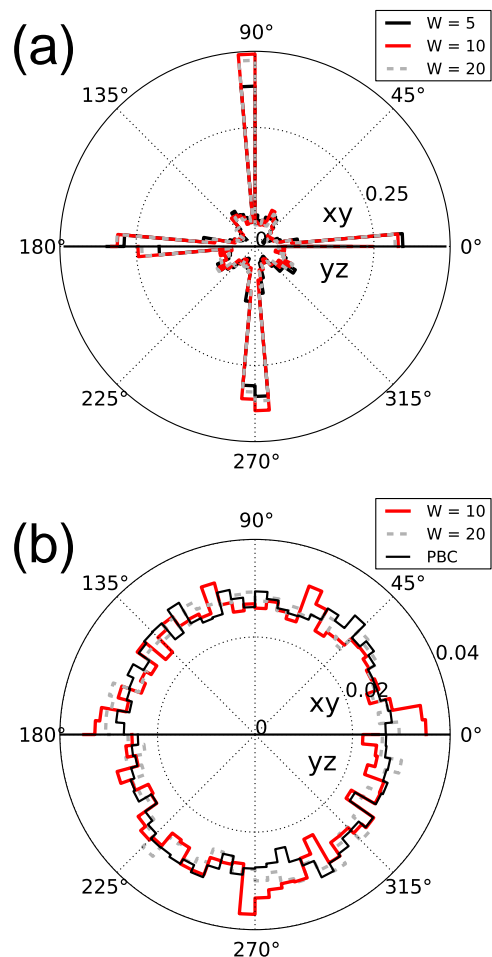 (a)
W = 5
W = 10
W = 20
90°
135°
45°
0.25
xy
0
180°
0°
yz
225°
315°
270°
(b)
W = 10
W = 20
PBC
90°
135°
45°
0.04
0.02
xy
0
180°
0°
yz
225°
315°
270°